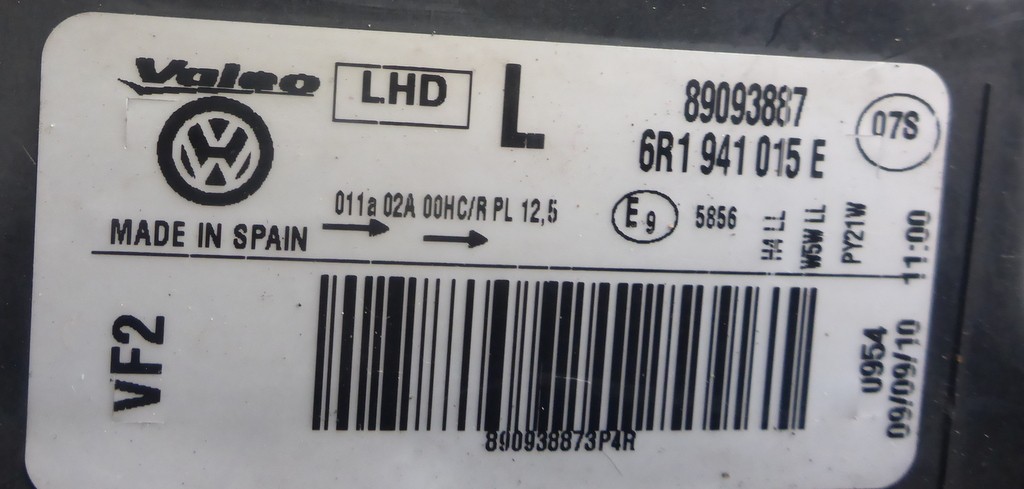 Valeo
LHD
L
89093887
6R1 941 015 E
07S
011a 02A 00HC/R PL 12,5
E9
5856
H4 LL
W5W LL
PY21W
11:00
MADE IN SPAIN
VF2
0954
09/09/10
890938873P4R